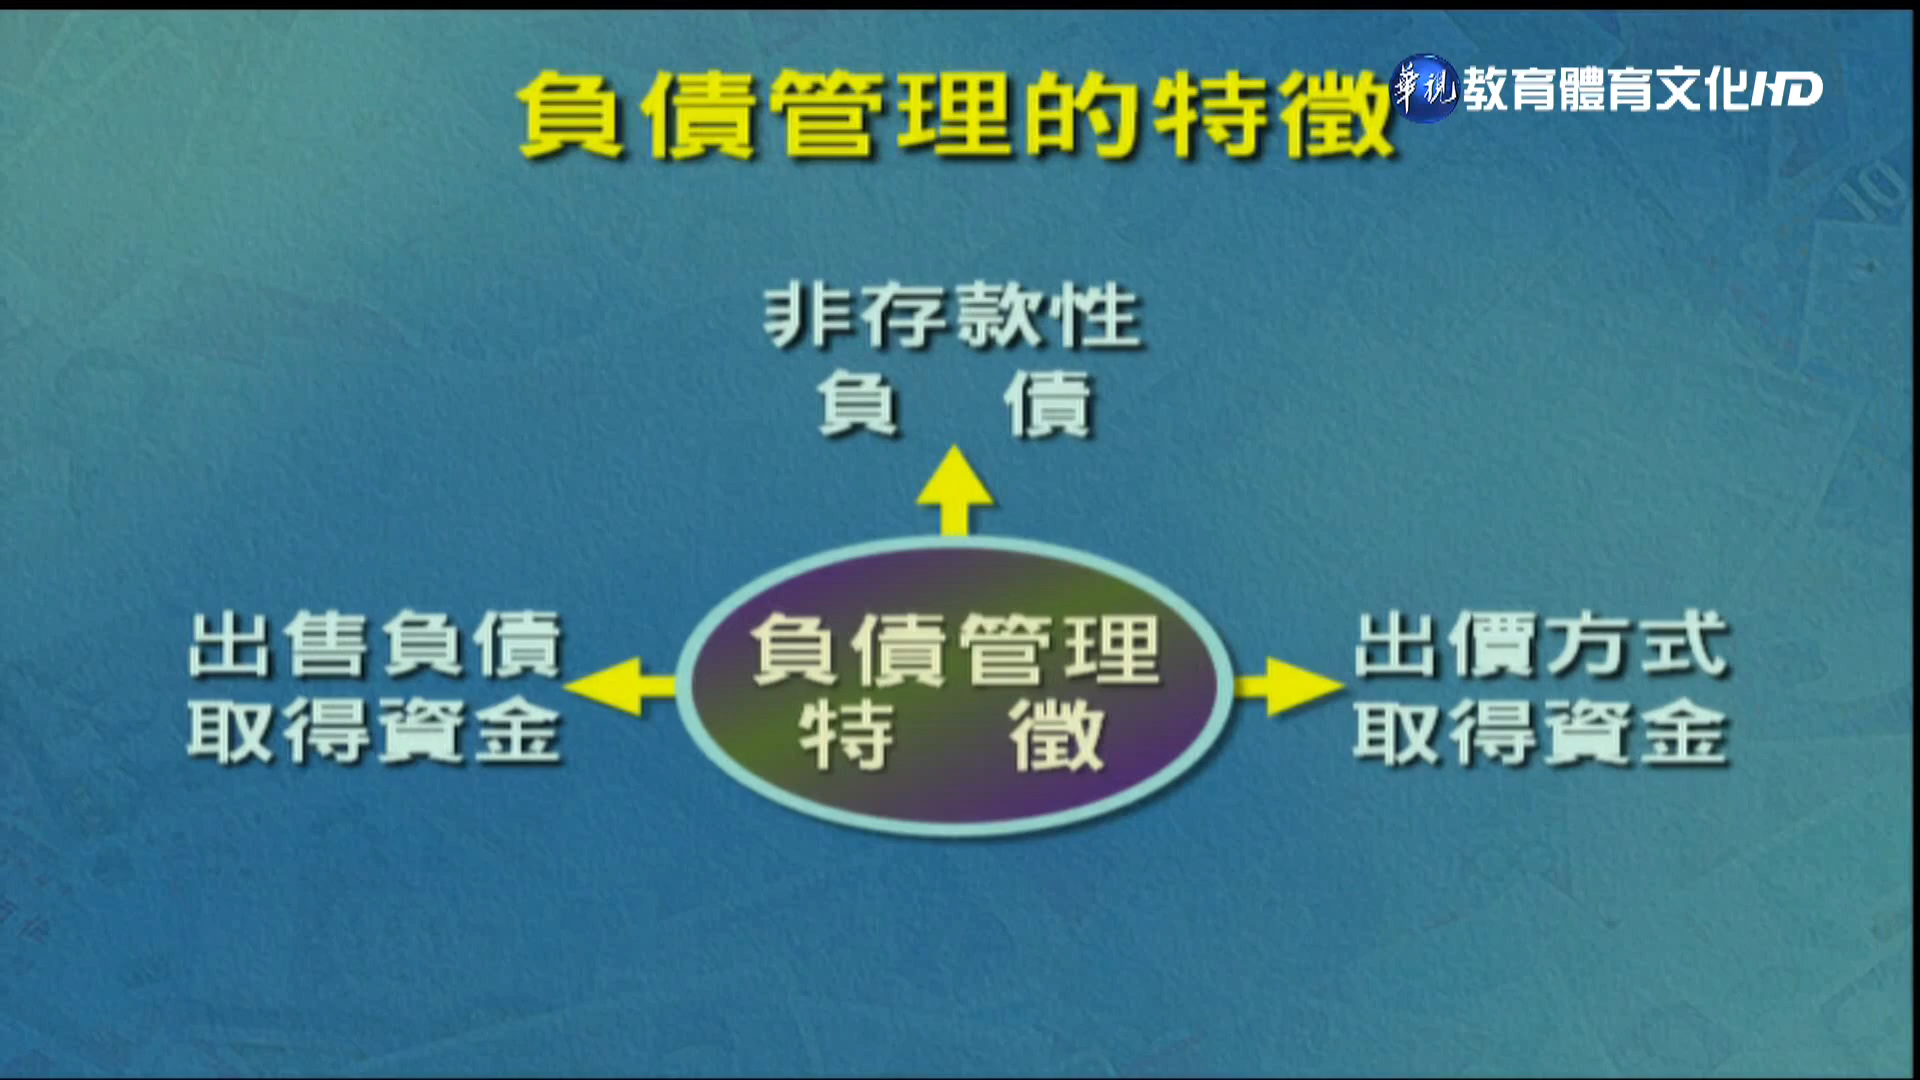 負債管理的特徵
華視 教育體育文化HD
非存款性
負 債
出售負債
取得資金
負債管理
特 徵
出價方式
取得資金
10